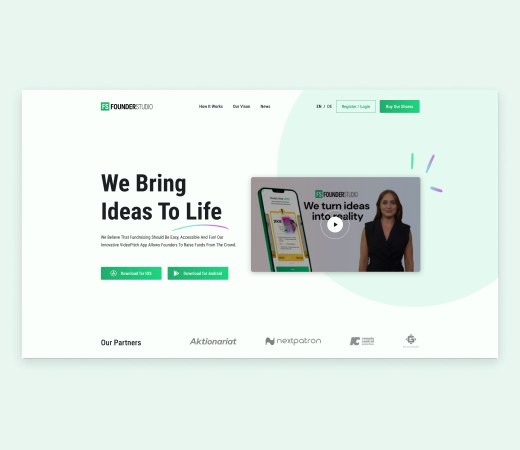 FS FOUNDERSTUDIO
How It Works
Our Vision
News
EN / DE
Register / Login
Buy Our Shares
We Bring
Ideas To Life
We Believe That Fundraising Should Be Easy, Accessible And Fun! Our
Innovative VideoPitch App Allows Founders To Raise Funds From The Crowd.
Download for iOS
Download for Android
FS FOUNDERSTUDIO
We turn ideas
into reality
Our Partners
Aktionariat
nextpatron